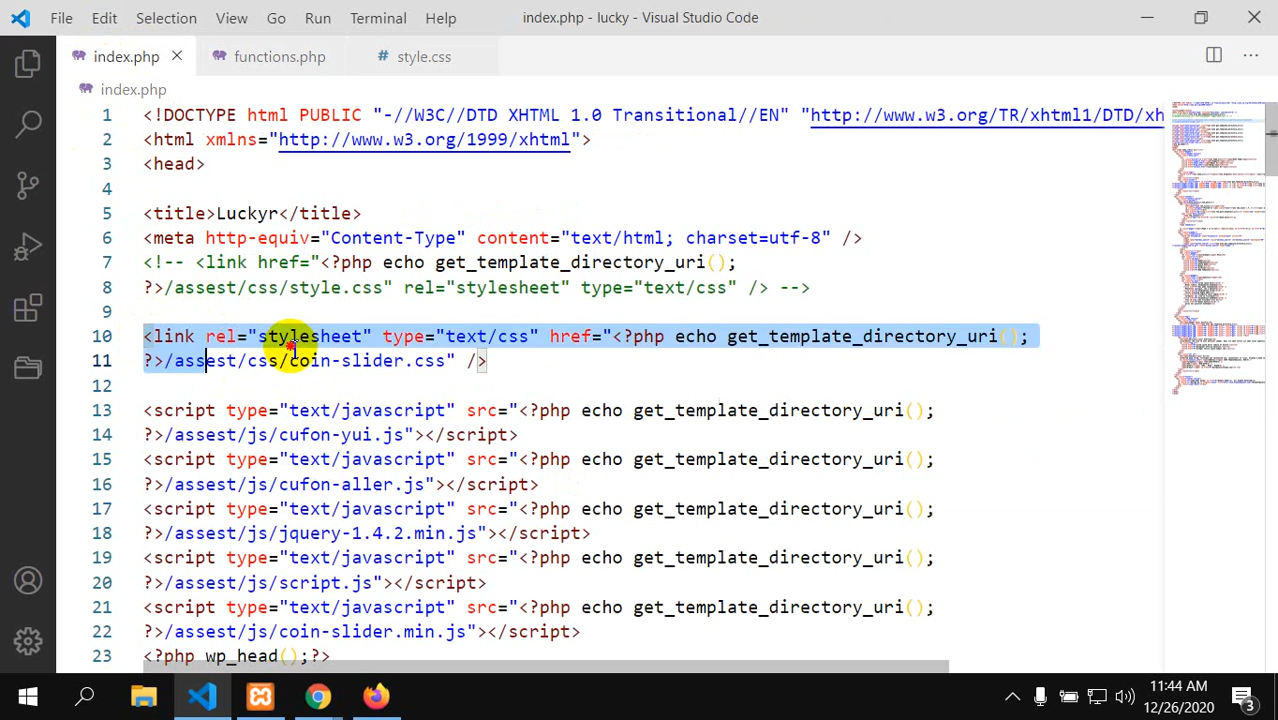 File Edit Selection View Go Run Terminal Help index.php - lucky - Visual Studio Code
index.php functions.php # style.css
index.php
1 <!DOCTYPE html PUBLIC "-//W3C//DTD XHTML 1.0 Transitional//EN" "http://www.w3.org/TR/xhtml1/DTD/xh
2 <html xmlns="http://www.w3.org/1999/xhtml">
3 <head>
4
5 <title>Luckyr</title>
6 <meta http-equiv="Content-Type" content="text/html; charset=utf-8" />
7 <!-- <link href="<?php echo get_template_directory_uri();
8 ?>/assest/css/style.css" rel="stylesheet" type="text/css" /> -->
9
10 <link rel="stylesheet" type="text/css" href="<?php echo get_template_directory_uri();
11 ?>/assest/css/coin-slider.css" />
12
13 <script type="text/javascript" src="<?php echo get_template_directory_uri();
14 ?>/assest/js/cufon-yui.js"></script>
15 <script type="text/javascript" src="<?php echo get_template_directory_uri();
16 ?>/assest/js/cufon-aller.js"></script>
17 <script type="text/javascript" src="<?php echo get_template_directory_uri();
18 ?>/assest/js/jquery-1.4.2.min.js"></script>
19 <script type="text/javascript" src="<?php echo get_template_directory_uri();
20 ?>/assest/js/script.js"></script>
21 <script type="text/javascript" src="<?php echo get_template_directory_uri();
22 ?>/assest/js/coin-slider.min.js"></script>
23 <?php wp_head();?>
11:44 AM
12/26/2020
3